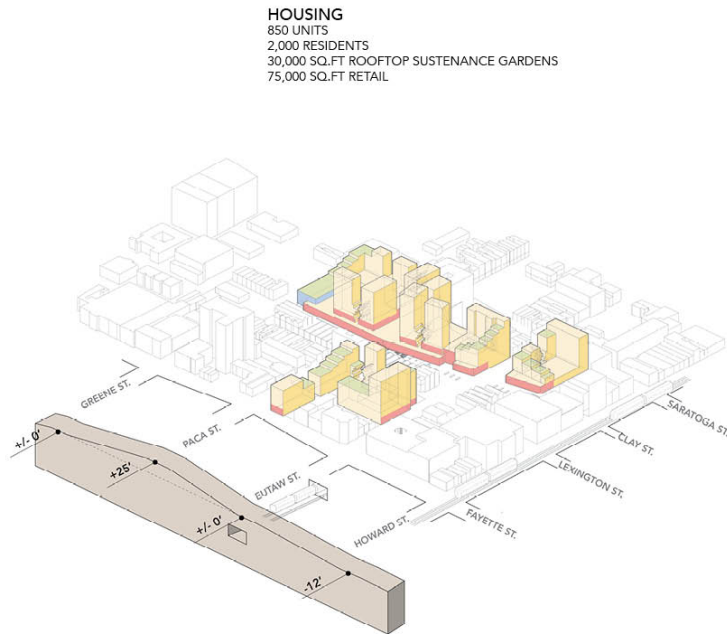 HOUSING
850 UNITS
2,000 RESIDENTS
30,000 SQ.FT ROOFTOP SUSTENANCE GARDENS
75,000 SQ.FT RETAIL
GREENE ST.
PACA ST.
EUTAW ST.
HOWARD ST.
FAYETTE ST.
LEXINGTON ST.
CLAY ST.
SARATOGA ST.
+/- 0'
+25'
+/- 0'
-12'